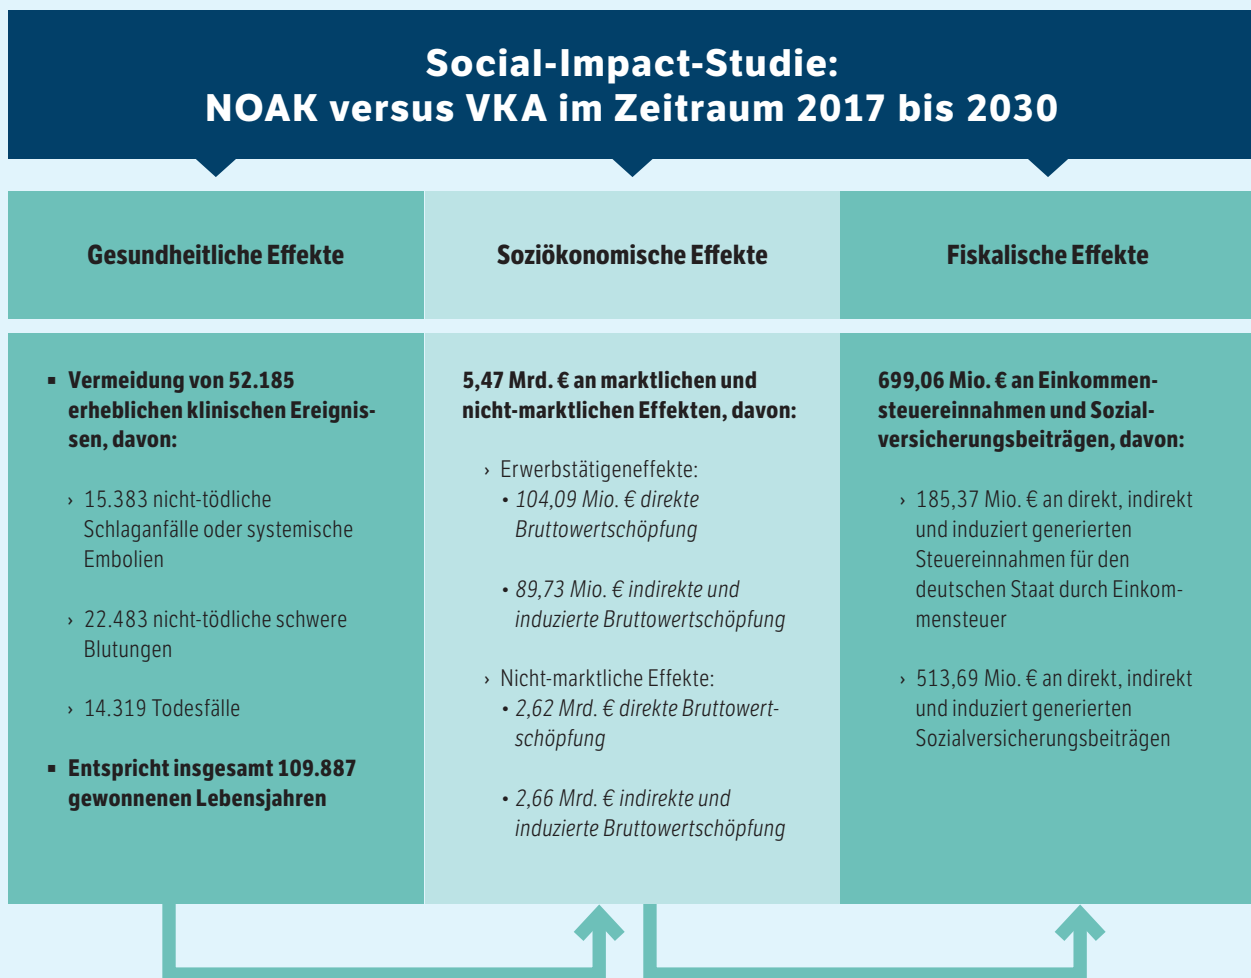 Social-Impact-Studie:
NOAK versus VKA im Zeitraum 2017 bis 2030
Gesundheitliche Effekte
▪ Vermeidung von 52.185
erheblichen klinischen Ereignis-
sen, davon:
› 15.383 nicht-tödliche
Schlaganfälle oder systemische
Embolien
› 22.483 nicht-tödliche schwere
Blutungen
› 14.319 Todesfälle
▪ Entspricht insgesamt 109.887
gewonnenen Lebensjahren
Soziökonomische Effekte
5,47 Mrd. € an marktlichen und
nicht-marktlichen Effekten, davon:
› Erwerbstätigeneffekte:
• 104,09 Mio. € direkte
Bruttowertschöpfung
• 89,73 Mio. € indirekte und
induzierte Bruttowertschöpfung
› Nicht-marktliche Effekte:
• 2,62 Mrd. € direkte Bruttowert-
schöpfung
• 2,66 Mrd. € indirekte und
induzierte Bruttowertschöpfung
Fiskalische Effekte
699,06 Mio. € an Einkommen-
steuereinnahmen und Sozial-
versicherungsbeiträgen, davon:
› 185,37 Mio. € an direkt, indirekt
und induziert generierten
Steuereinnahmen für den
deutschen Staat durch Einkom-
mensteuer
› 513,69 Mio. € an direkt, indirekt
und induziert generierten
Sozialversicherungsbeiträgen